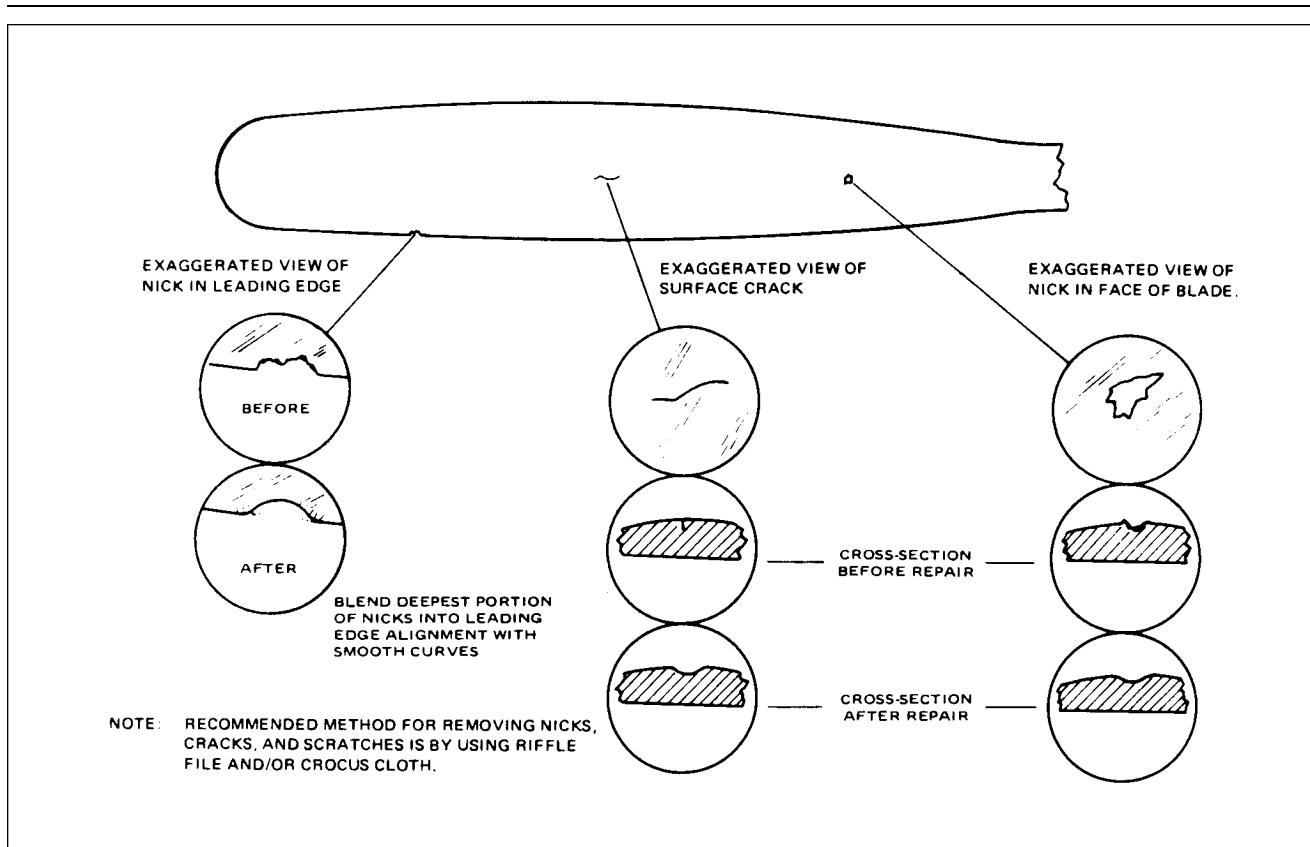 EXAGGERATED VIEW OF
NICK IN LEADING EDGE
EXAGGERATED VIEW OF
SURFACE CRACK
EXAGGERATED VIEW OF
NICK IN FACE OF BLADE.
BEFORE
AFTER
BLEND DEEPEST PORTION
OF NICKS INTO LEADING
EDGE ALIGNMENT WITH
SMOOTH CURVES
CROSS-SECTION
BEFORE REPAIR
CROSS-SECTION
AFTER REPAIR
NOTE: RECOMMENDED METHOD FOR REMOVING NICKS,
CRACKS, AND SCRATCHES IS BY USING RIFFLE
FILE AND/OR CROCUS CLOTH.